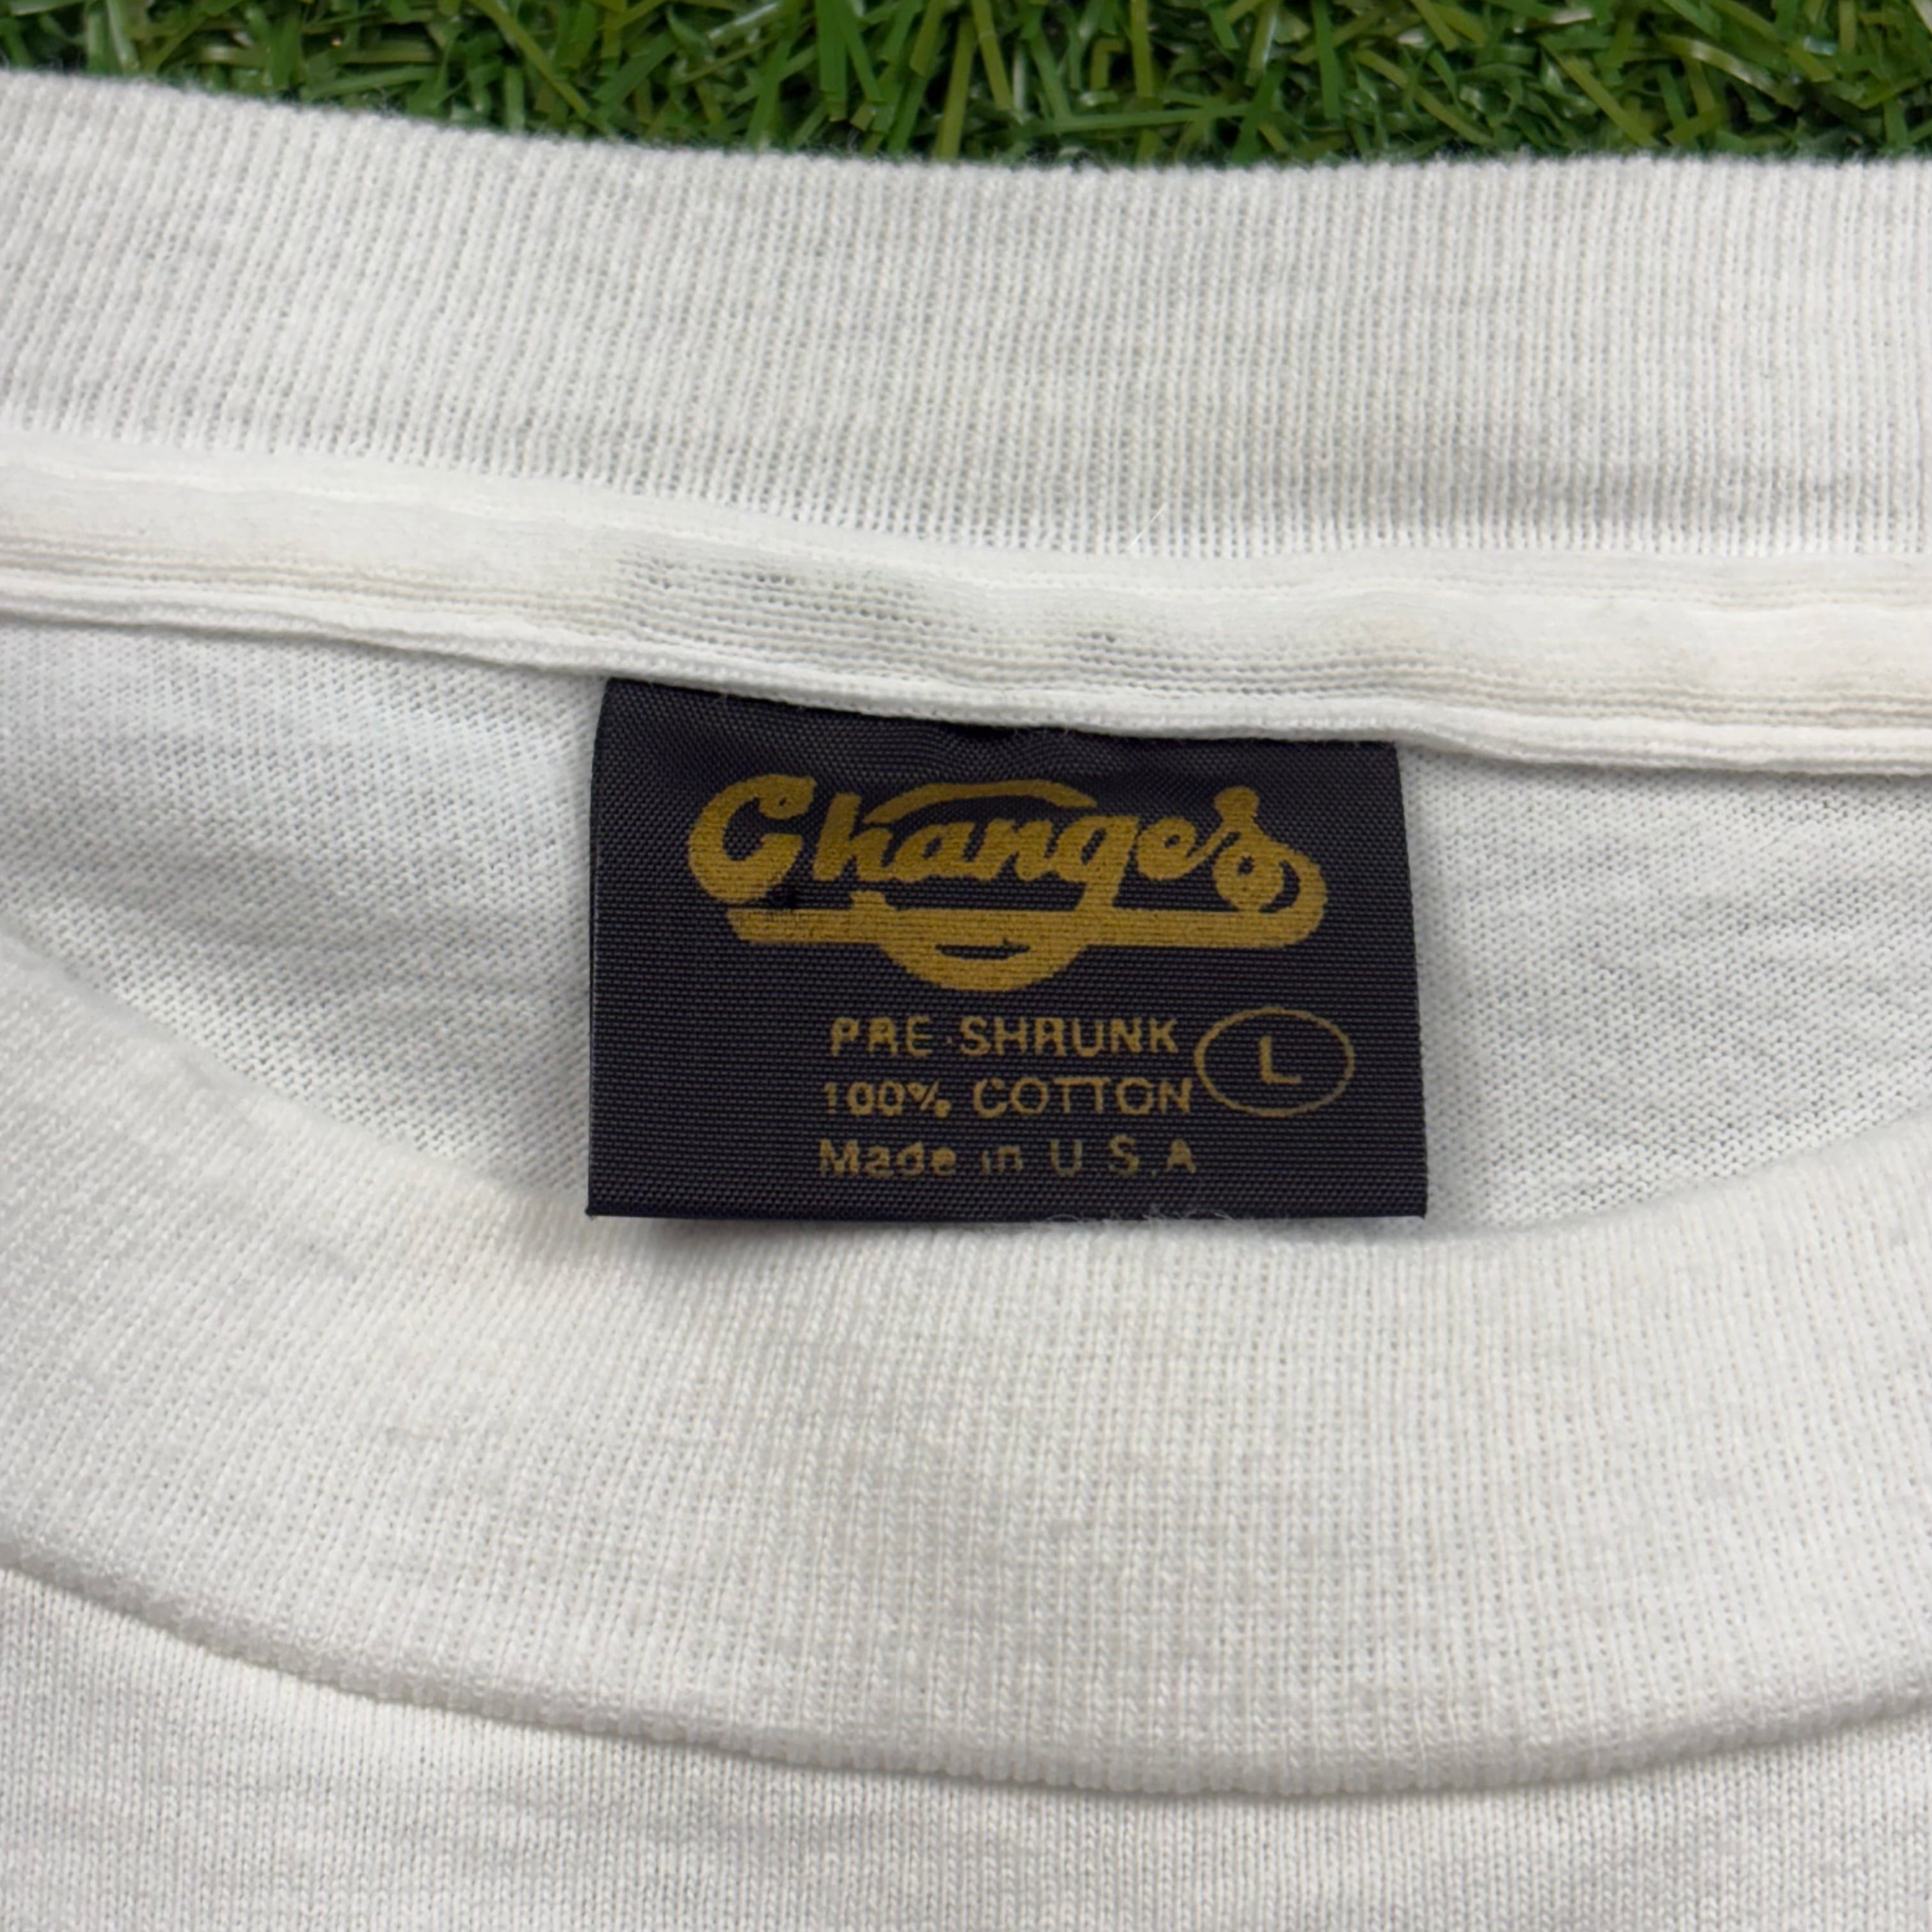 Changes
PRE-SHRUNK
100% COTTON
L
Made in U.S.A